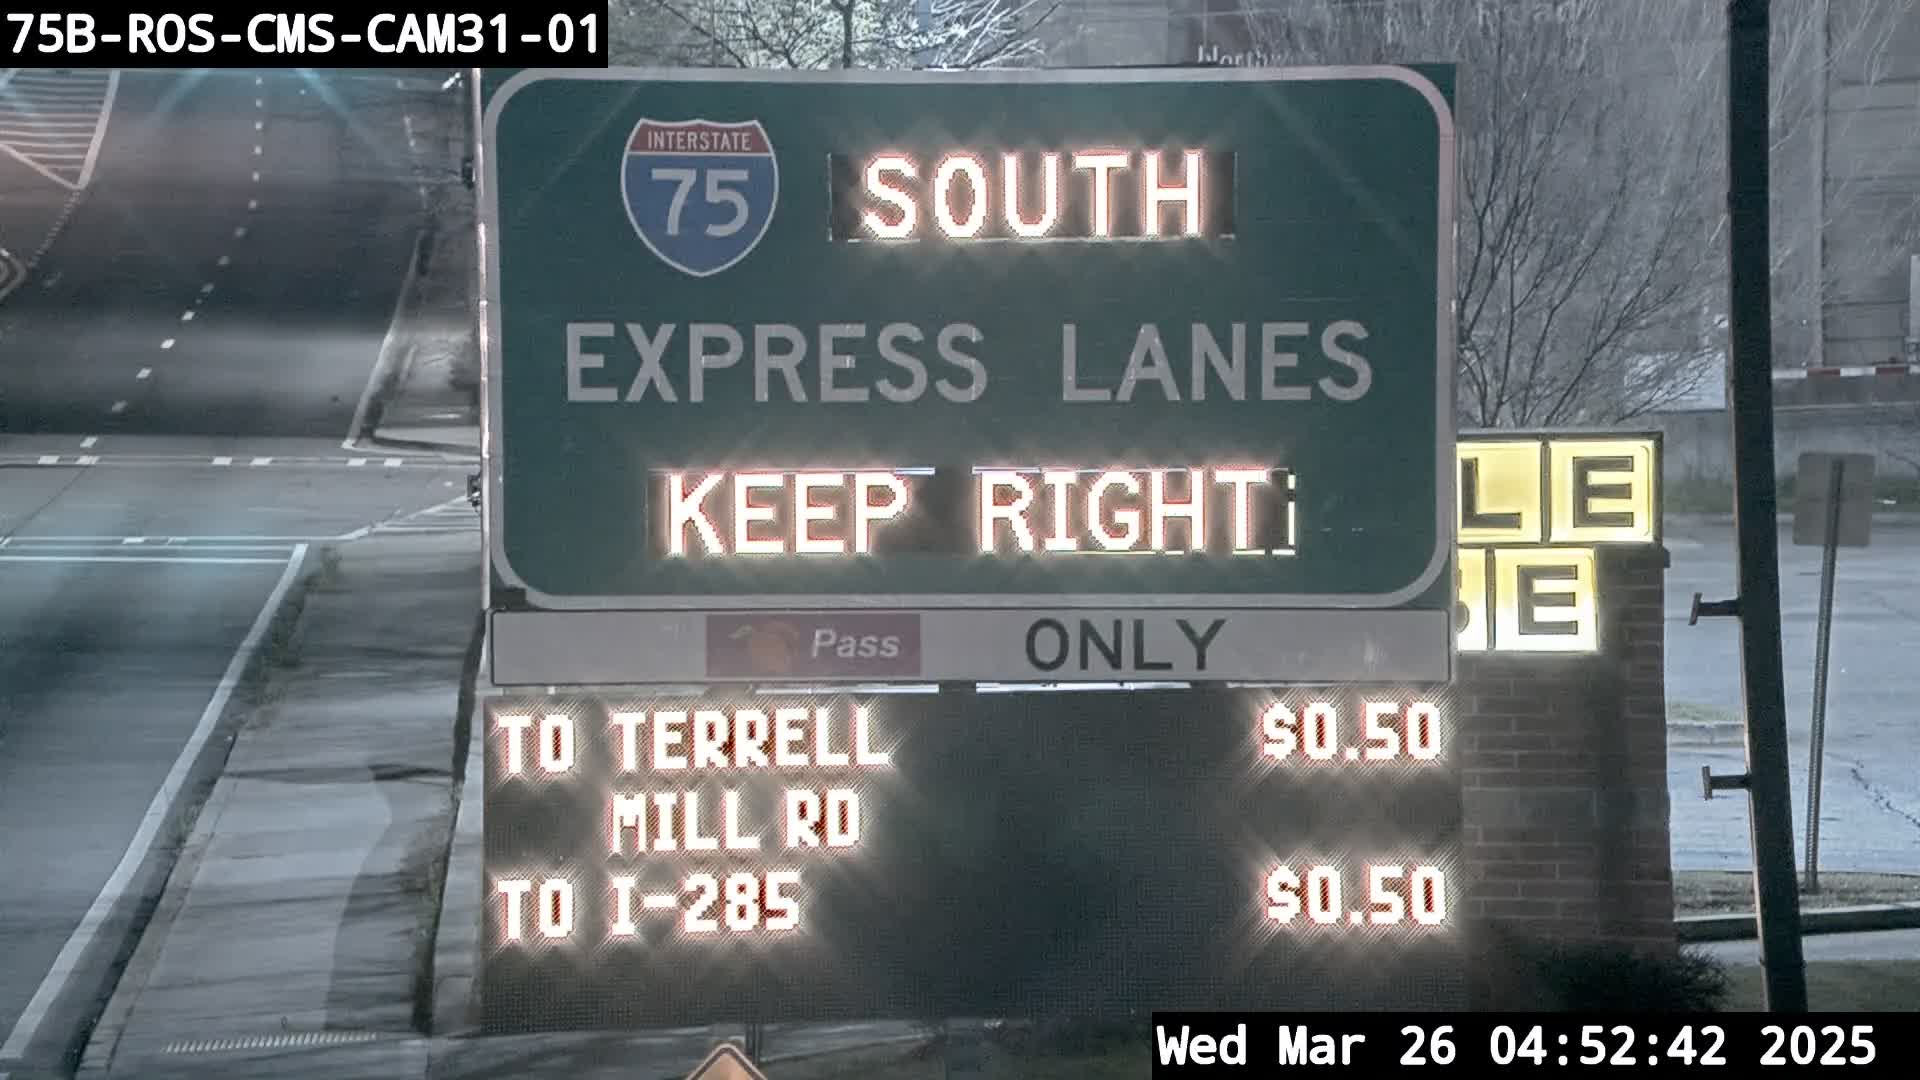 75B-ROS-CMS-CAM31-01
INTERSTATE
75
SOUTH
EXPRESS LANES
KEEP RIGHT
Pass ONLY
TO TERRELL $0.50
MILL RD
TO I-285 $0.50
LE
E
Wed Mar 26 04:52:42 2025